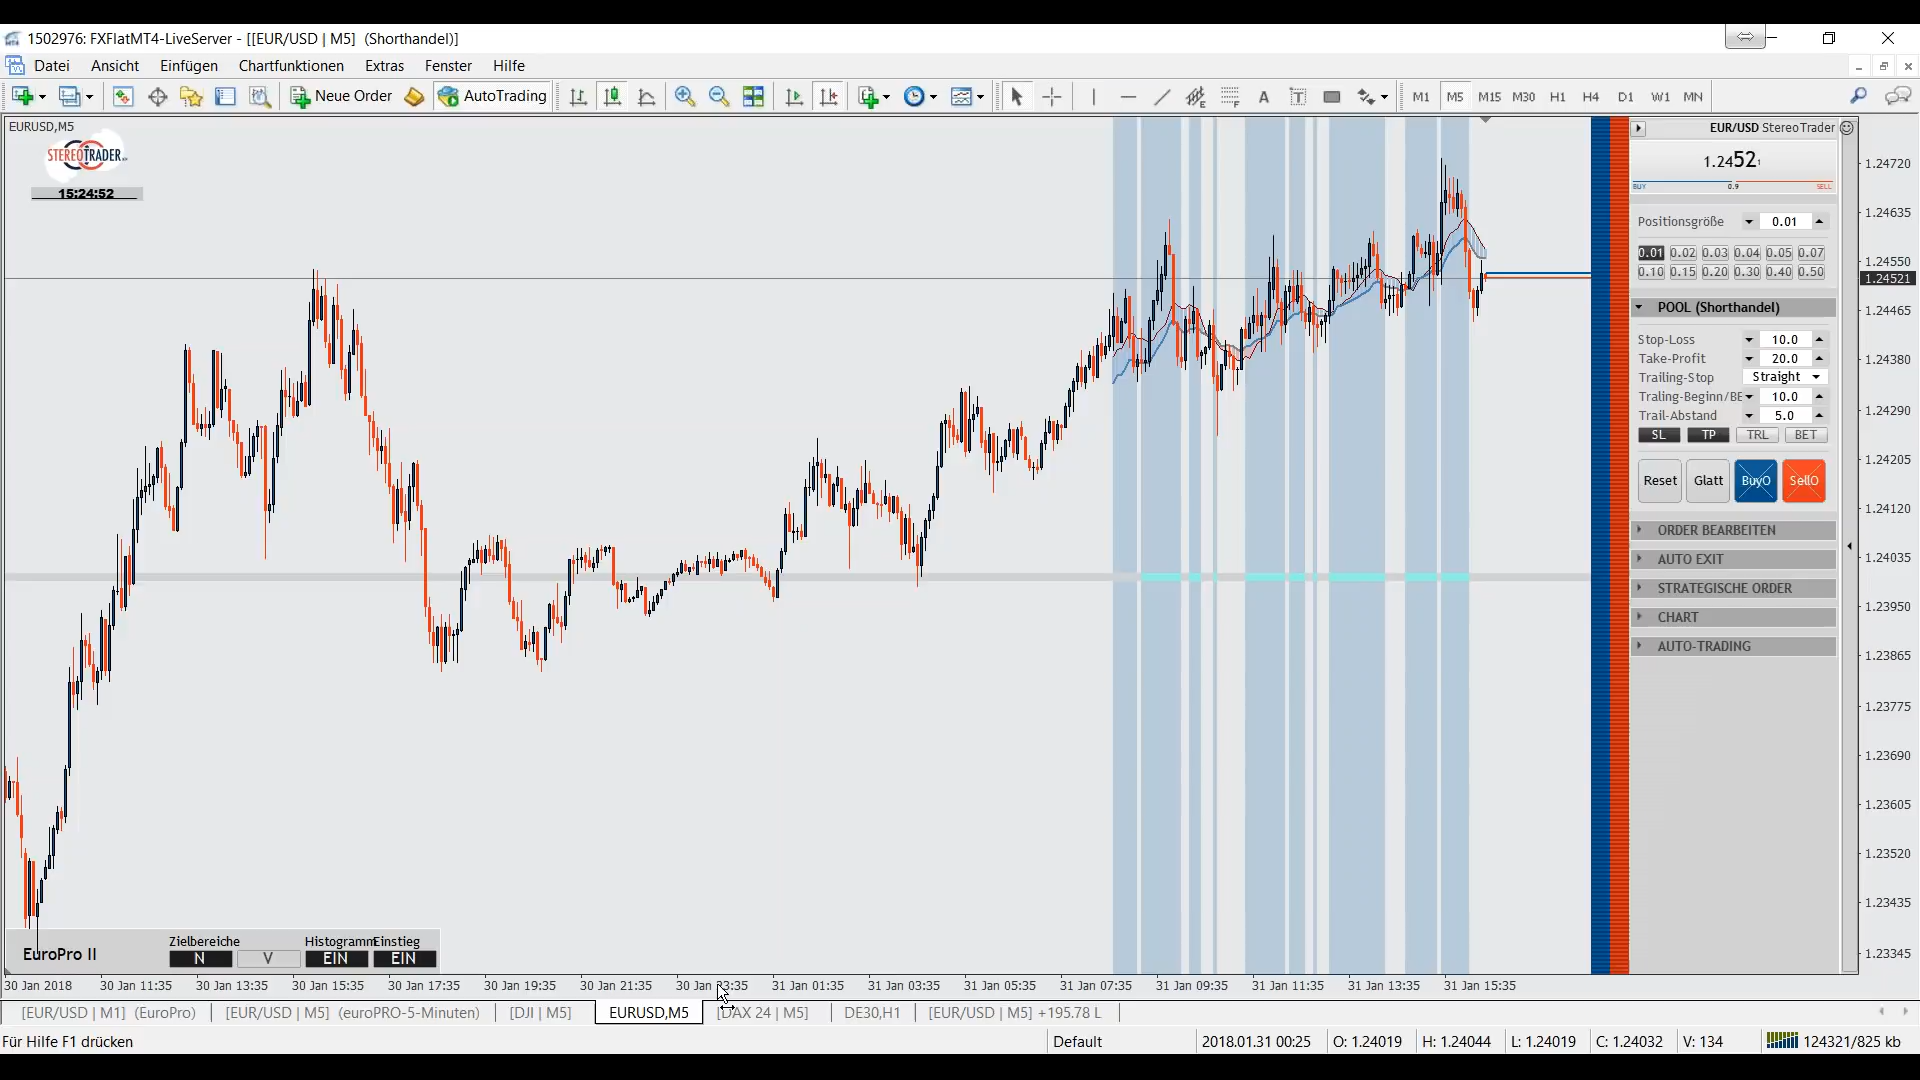 1502976: FXFlatMT4-LiveServer - [[EUR/USD | M5] (Shorthandel)]
Datei Ansicht Einfügen Chartfunktionen Extras Fenster Hilfe
Neue Order AutoTrading E F A T M1 M5 M15 M30 H1 H4 D1 W1 MN
EURUSD,M5
STEREOTRADER
15:24:52
EUR/USD StereoTrader
1.24521
BUY 0.9 SELL
Positionsgröße 0.01
0.01 0.02 0.03 0.04 0.05 0.07
0.10 0.15 0.20 0.30 0.40 0.50
POOL (Shorthandel)
Stop-Loss 10.0
Take-Profit 20.0
Trailing-Stop Straight
Traling-Beginn/BE 10.0
Trail-Abstand 5.0
SL TP TRL BET
Reset Glatt BuyO SellO
ORDER BEARBEITEN
AUTO EXIT
STRATEGISCHE ORDER
CHART
AUTO-TRADING
1.24720
1.24635
1.24550
1.24521
1.24465
1.24380
1.24290
1.24205
1.24120
1.24035
1.23950
1.23865
1.23775
1.23690
1.23605
1.23520
1.23435
1.23345
EuroPro II
Zielbereiche Histogramm Einstieg
N V EIN EIN
30 Jan 2018 30 Jan 11:35 30 Jan 13:35 30 Jan 15:35 30 Jan 17:35 30 Jan 19:35 30 Jan 21:35 30 Jan 23:35 31 Jan 01:35 31 Jan 03:35 31 Jan 05:35 31 Jan 07:35 31 Jan 09:35 31 Jan 11:35 31 Jan 13:35 31 Jan 15:35
[EUR/USD | M1] (EuroPro) [EUR/USD | M5] (euroPRO-5-Minuten) [DJI | M5] EURUSD,M5 [DAX 24 | M5] DE30,H1 [EUR/USD | M5] +195.78 L
Für Hilfe F1 drücken Default 2018.01.31 00:25 O: 1.24019 H: 1.24044 L: 1.24019 C: 1.24032 V: 134 124321/825 kb